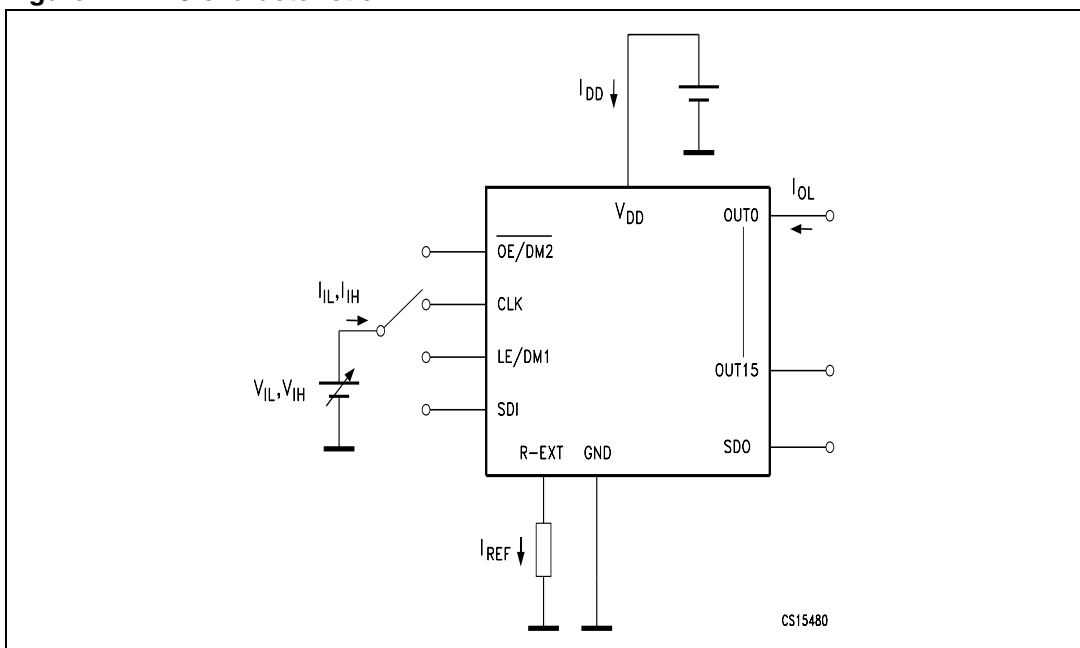 I_DD
V_DD
OUT0
I_OL
OE/DM2
I_IL,I_IH
CLK
LE/DM1
OUT15
V_IL,V_IH
SDI
R-EXT GND
SDO
I_REF
CS15480